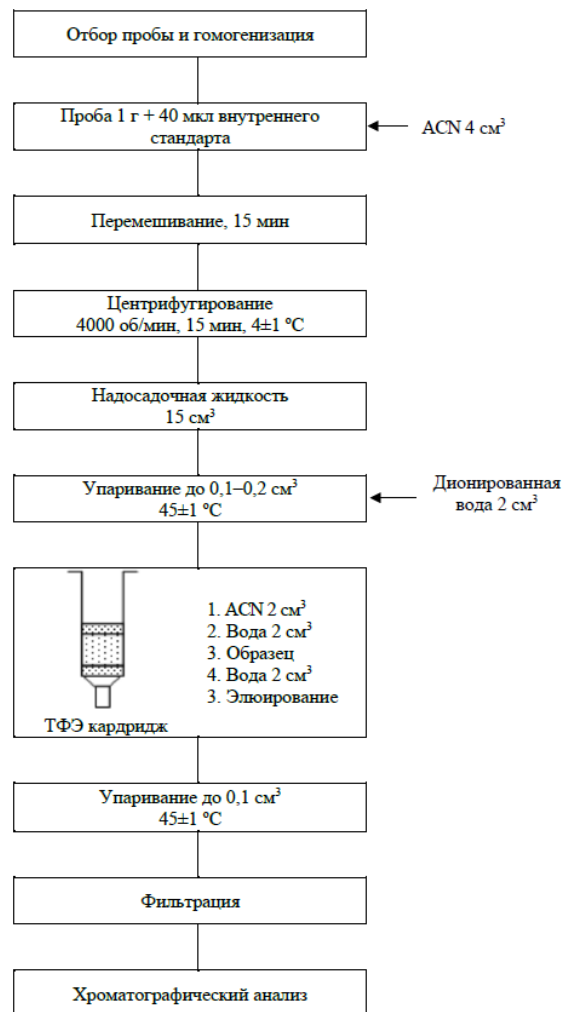 Отбор пробы и гомогенизация
Проба 1 г + 40 мкл внутреннего
стандарта
ACN 4 см³
Перемешивание, 15 мин
Центрифугирование
4000 об/мин, 15 мин, 4±1 ºС
Надосадочная жидкость
15 см³
Упаривание до 0,1–0,2 см³
45±1 ºС
Дионированная
вода 2 см³
1. ACN 2 см³
2. Вода 2 см³
3. Образец
4. Вода 2 см³
3. Элюирование
ТФЭ кардридж
Упаривание до 0,1 см³
45±1 ºС
Фильтрация
Хроматографический анализ